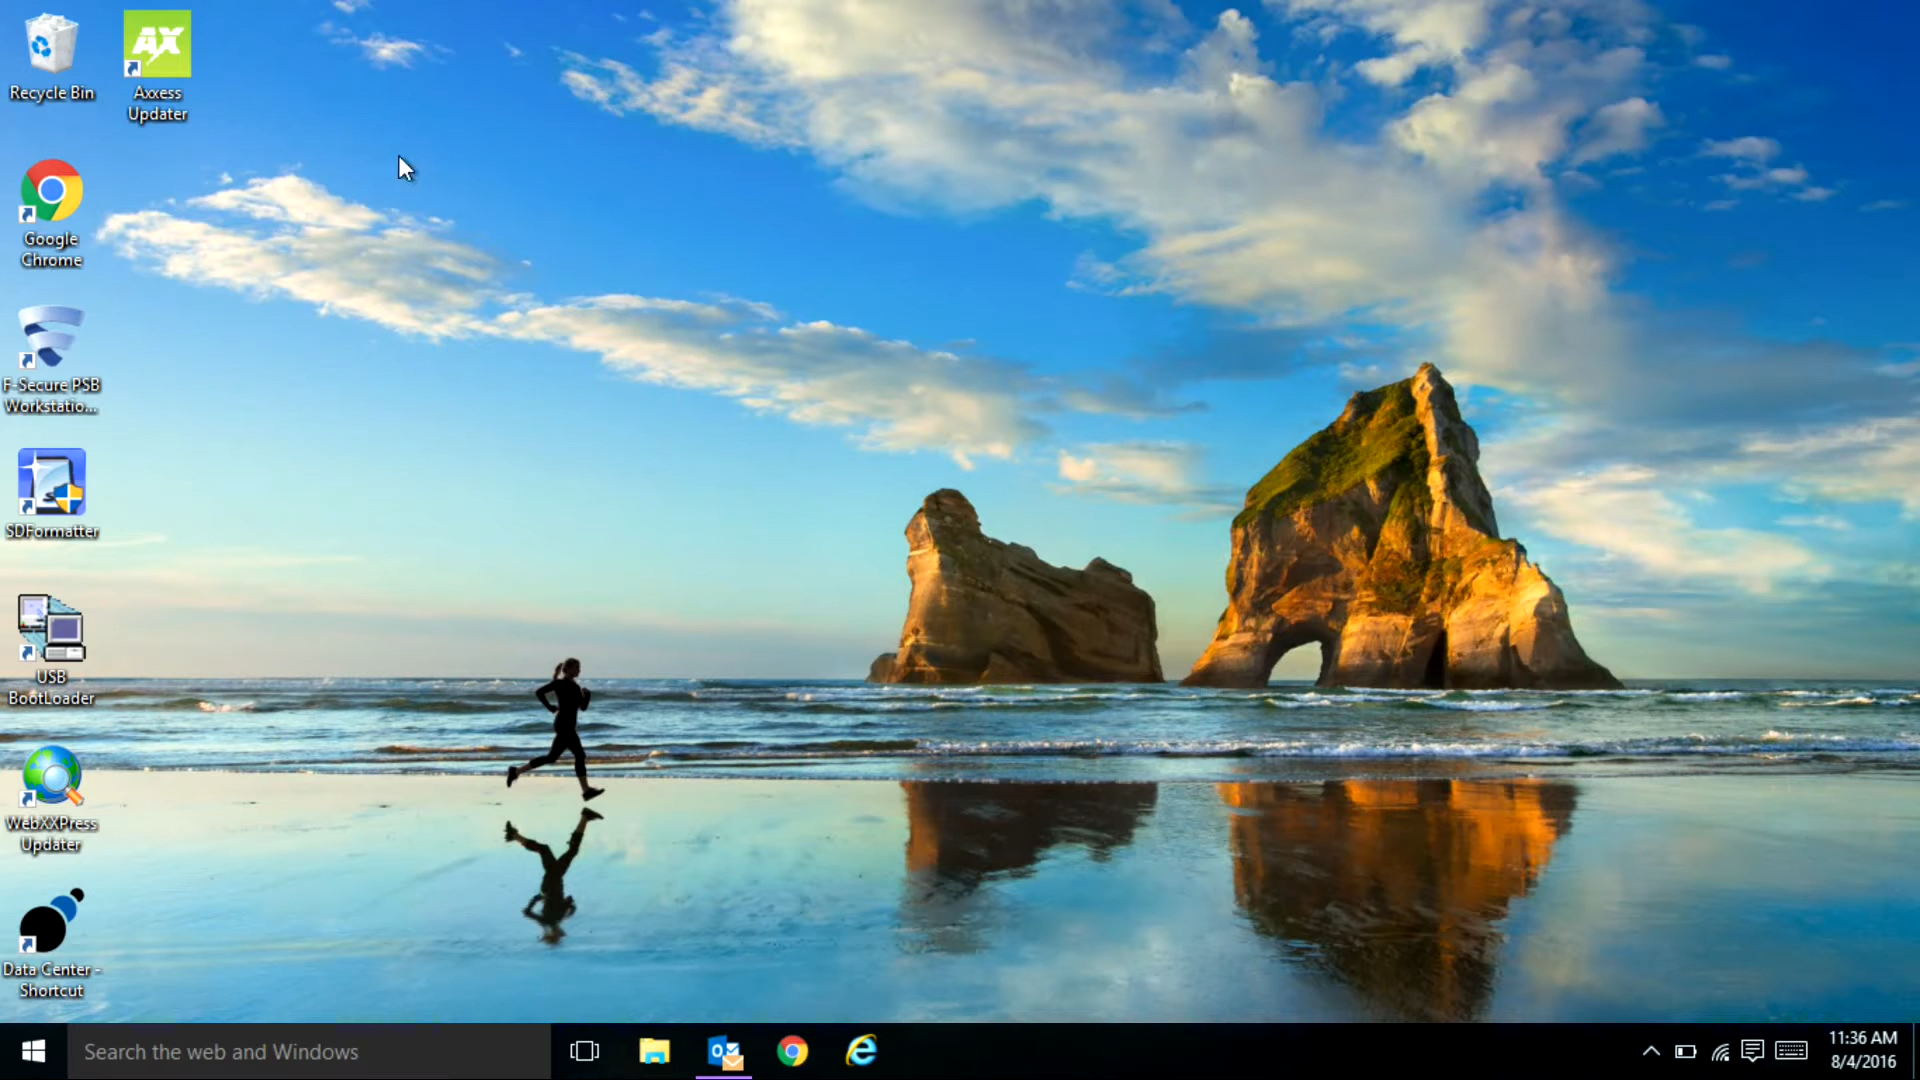 Recycle Bin
AX
Axxess
Updater
Google
Chrome
F-Secure PSB
Workstatio...
SDFormatter
USB
BootLoader
WebXXPress
Updater
Data Center -
Shortcut
Search the web and Windows
11:36 AM
8/4/2016